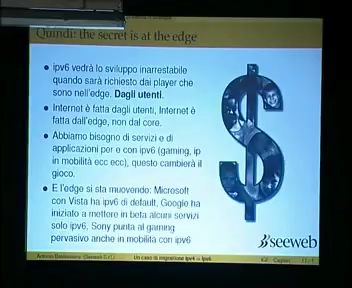 Quindi: the secret is at the edge
ipv6 vedrà lo sviluppo inarrestabile
quando sarà richiesto dai player che
sono nell'edge. Dagli utenti.
Internet è fatta dagli utenti, Internet è
fatta dall'edge, non dal core.
Abbiamo bisogno di servizi e di
applicazioni per e con ipv6 (gaming, ip
in mobilità ecc ecc), questo cambierà il
gioco.
E l'edge si sta muovendo: Microsoft
con Vista ha ipv6 di default, Google ha
iniziato a mettere in beta alcuni servizi
solo ipv6, Sony punta al gaming
pervasivo anche in mobilità con ipv6
seeweb
Un caso di migrazione ipv4 -> ipv6